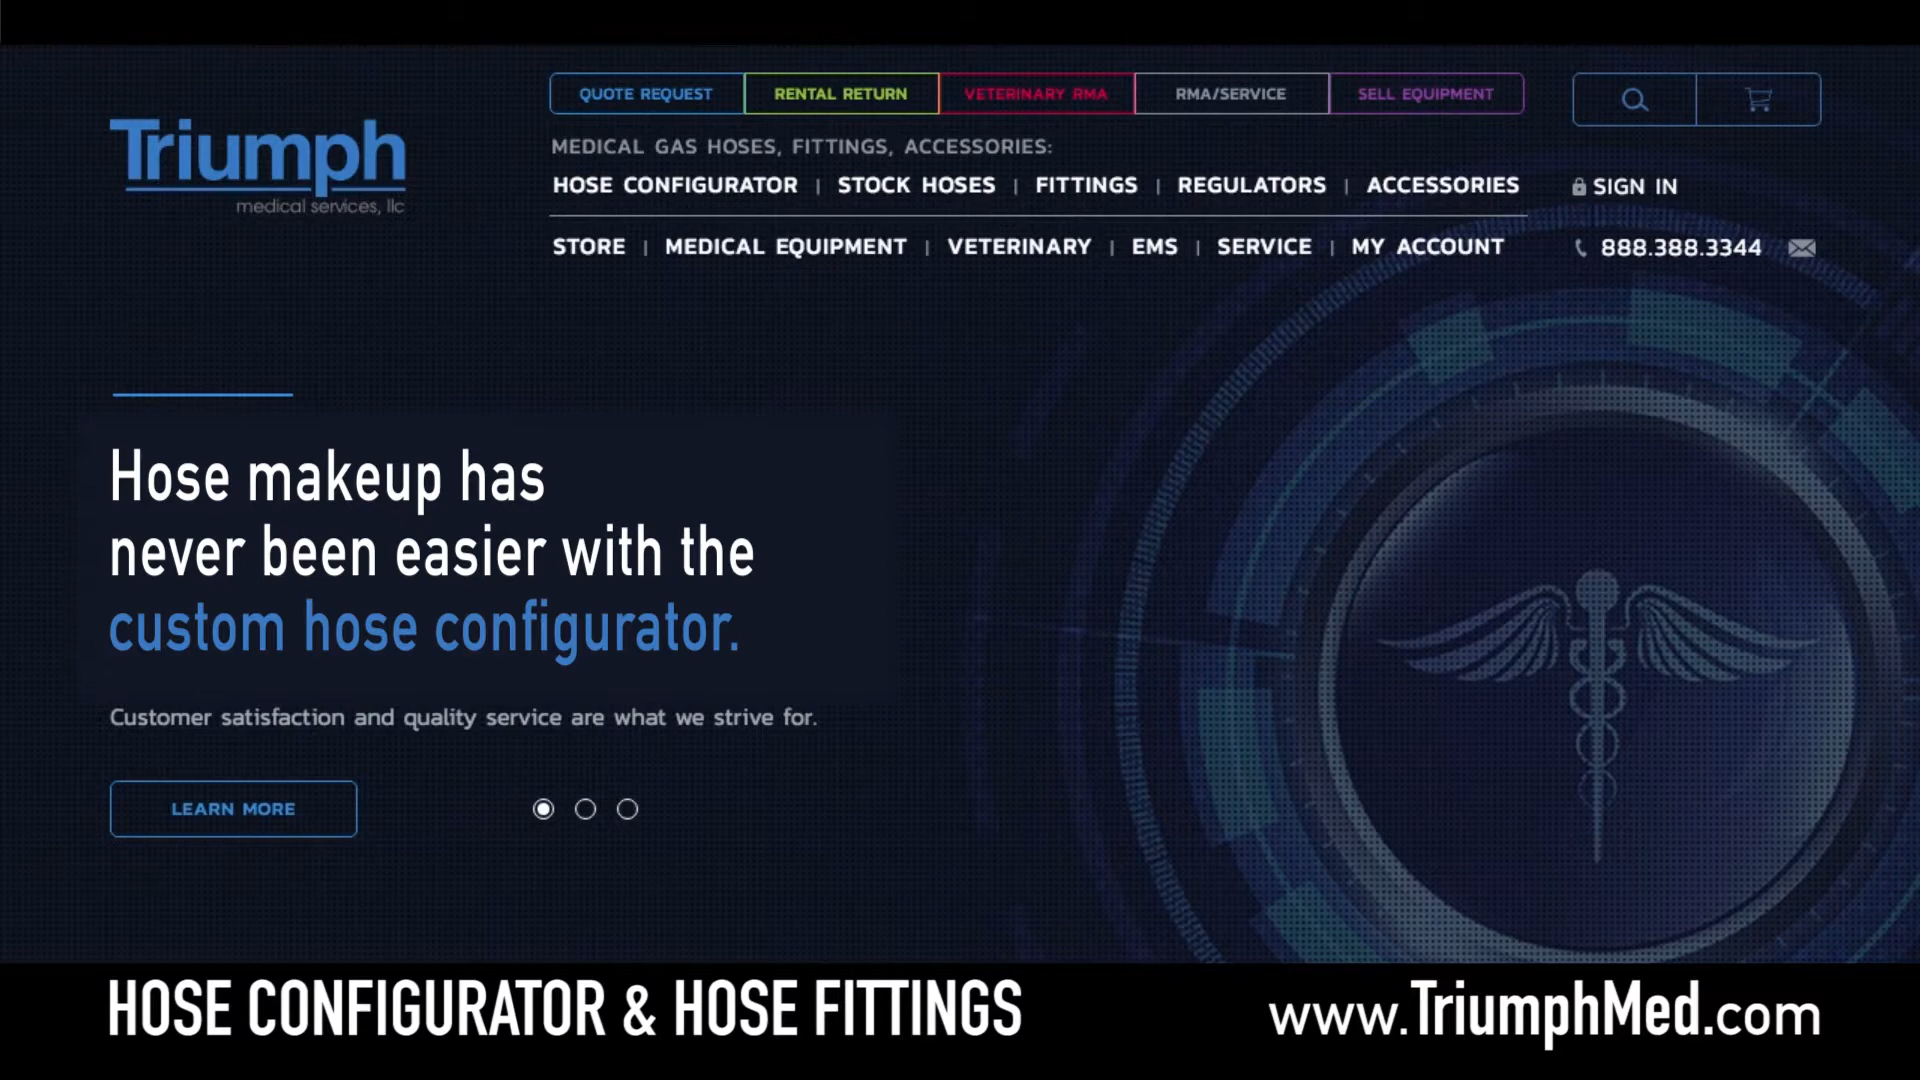 QUOTE REQUEST RENTAL RETURN VETERINARY RMA RMA/SERVICE SELL EQUIPMENT
Triumph
medical services, llc
MEDICAL GAS HOSES, FITTINGS, ACCESSORIES:
HOSE CONFIGURATOR | STOCK HOSES | FITTINGS | REGULATORS | ACCESSORIES
SIGN IN
STORE | MEDICAL EQUIPMENT | VETERINARY | EMS | SERVICE | MY ACCOUNT
888.388.3344
Hose makeup has
never been easier with the
custom hose configurator.
Customer satisfaction and quality service are what we strive for.
LEARN MORE
HOSE CONFIGURATOR & HOSE FITTINGS
www.TriumphMed.com